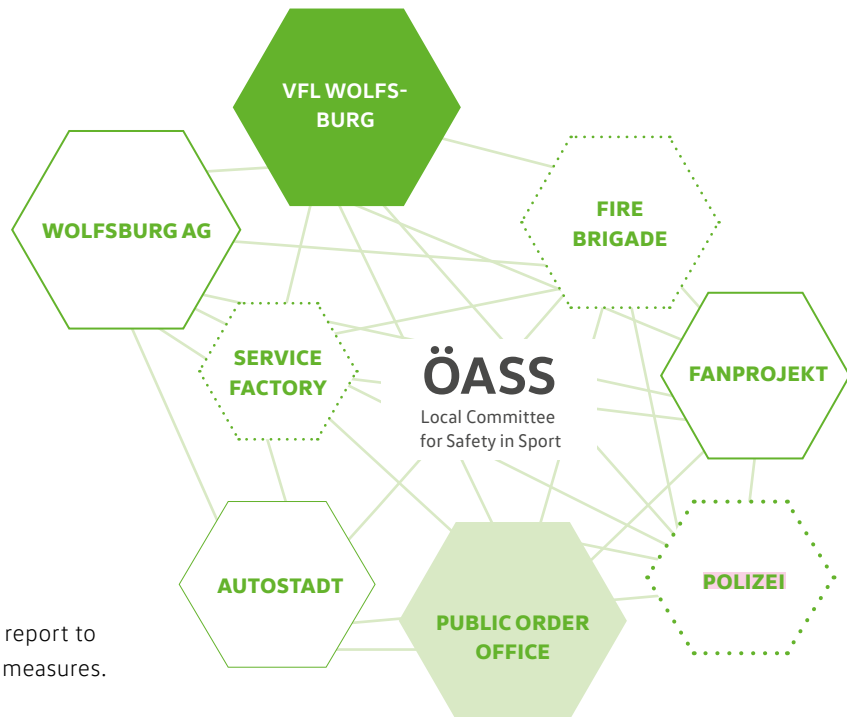 VFL WOLFS-
BURG
FIRE
BRIGADE
WOLFSBURG AG
SERVICE
FACTORY
ÖASS
Local Committee
for Safety in Sport
FANPROJEKT
AUTOSTADT
POLIZEI
PUBLIC ORDER
OFFICE
report to
measures.